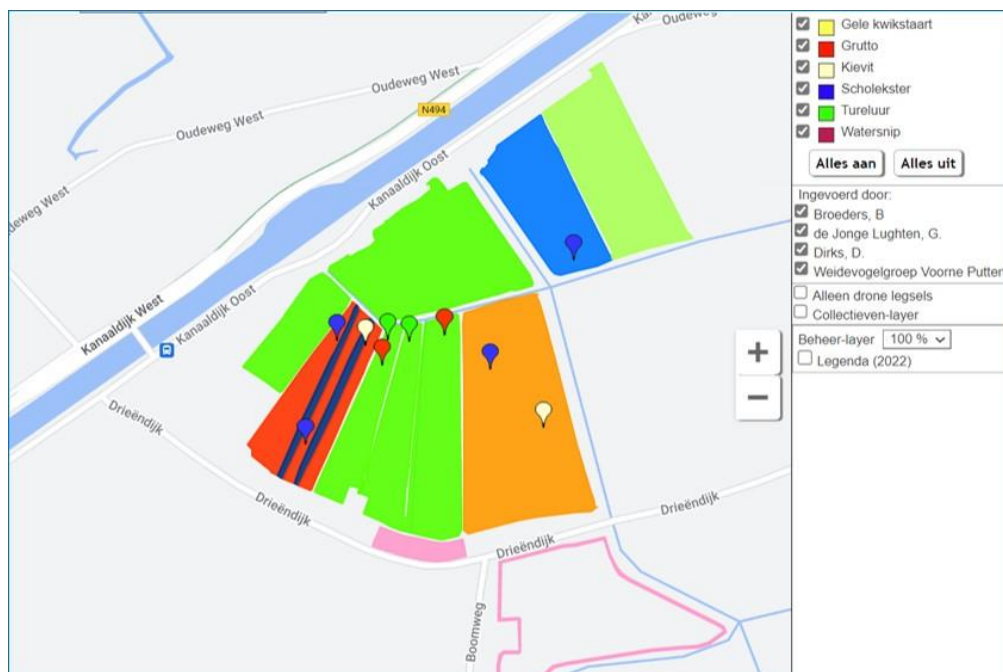 Oudeweg
Oudeweg West
N494
Oudeweg West
Kanaaldijk Oost
deweg West
Kanaaldijk West
Kanaaldijk Oost
Drieëndijk
Drieëndijk
Drieëndijk
Drieëndijk
Boomweg
+
−
Gele kwikstaart
Grutto
Kievit
Scholekster
Tureluur
Watersnip
Alles aan
Alles uit
Ingevoerd door:
Broeders, B
de Jonge Lughten, G.
Dirks, D.
Weidevogelgroep Voorne Putten
Alleen drone legsels
Collectieven-layer
Beheer-layer 100 %
Legenda (2022)